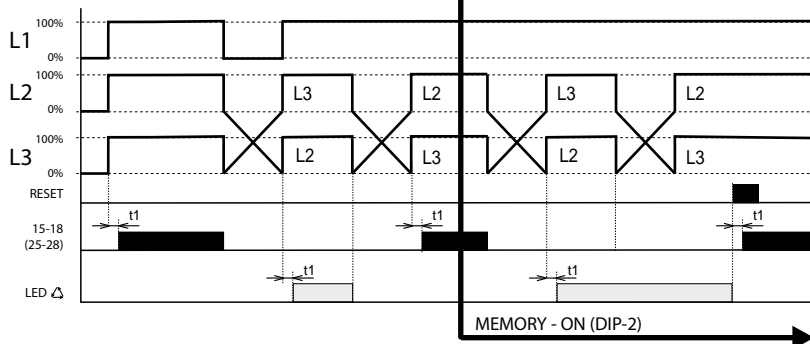 100%
L1
0%
100%
L2
L3
L2
L3
L2
0%
100%
L3
L2
L3
L2
L3
0%
RESET
t1
t1
t1
15-18
(25-28)
t1
t1
LED
MEMORY - ON (DIP-2)